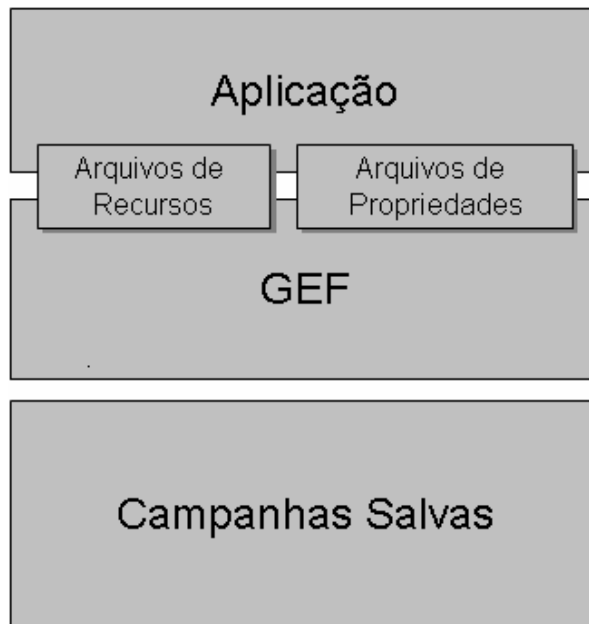 Aplicação
Arquivos de
Recursos
Arquivos de
Propriedades
GEF
Campanhas Salvas